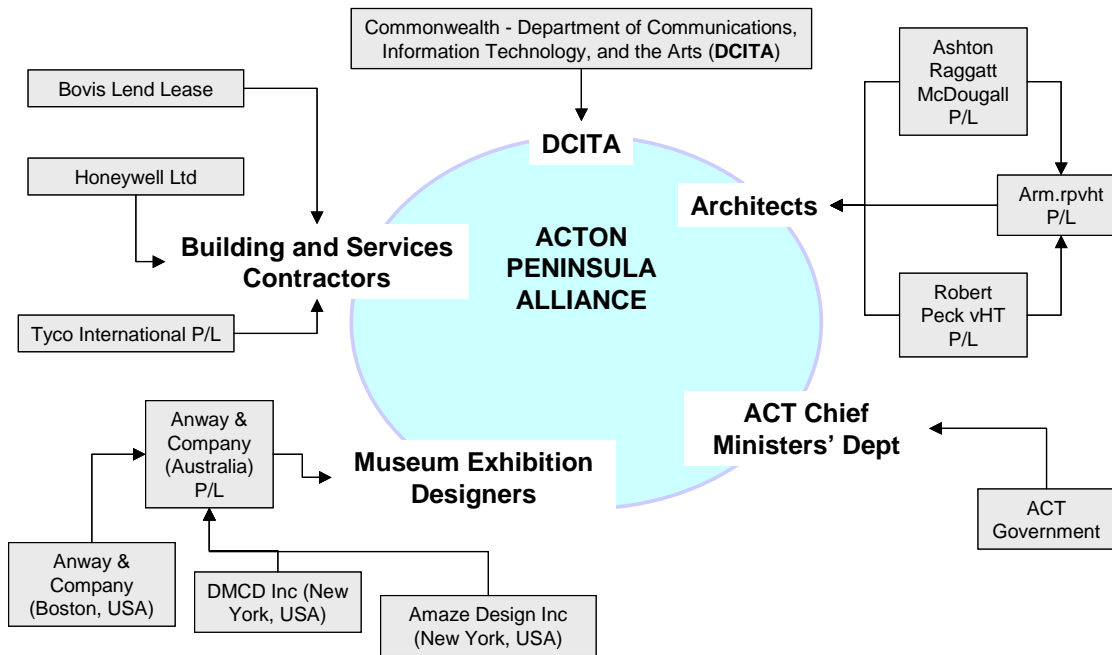 Commonwealth - Department of Communications,
Information Technology, and the Arts (DCITA)
Bovis Lend Lease
Honeywell Ltd
Building and Services
Contractors
Tyco International P/L
DCITA
ACTON
PENINSULA
ALLIANCE
Architects
Ashton
Raggatt
McDougall
P/L
Arm.rpvht
P/L
Robert
Peck vHT
P/L
ACT Chief
Ministers’ Dept
ACT
Government
Museum Exhibition
Designers
Anway &
Company
(Australia)
P/L
Anway &
Company
(Boston, USA)
DMCD Inc (New
York, USA)
Amaze Design Inc
(New York, USA)